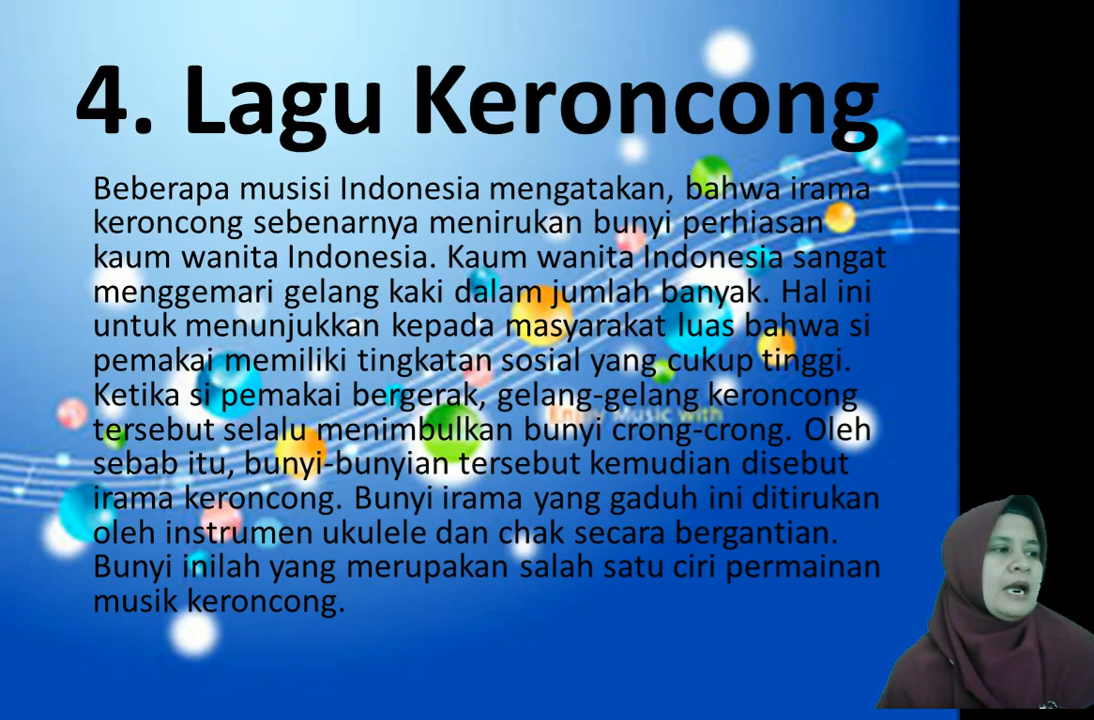 4. Lagu Keroncong
Beberapa musisi Indonesia mengatakan, bahwa irama
keroncong sebenarnya menirukan bunyi perhiasan
kaum wanita Indonesia. Kaum wanita Indonesia sangat
menggemari gelang kaki dalam jumlah banyak. Hal ini
untuk menunjukkan kepada masyarakat luas bahwa si
pemakai memiliki tingkatan sosial yang cukup tinggi.
Ketika si pemakai bergerak, gelang-gelang keroncong
Enjoy Music with
tersebut selalu menimbulkan bunyi crong-crong. Oleh
sebab itu, bunyi-bunyian tersebut kemudian disebut
irama keroncong. Bunyi irama yang gaduh ini ditirukan
oleh instrumen ukulele dan chak secara bergantian.
Bunyi inilah yang merupakan salah satu ciri permainan
musik keroncong.